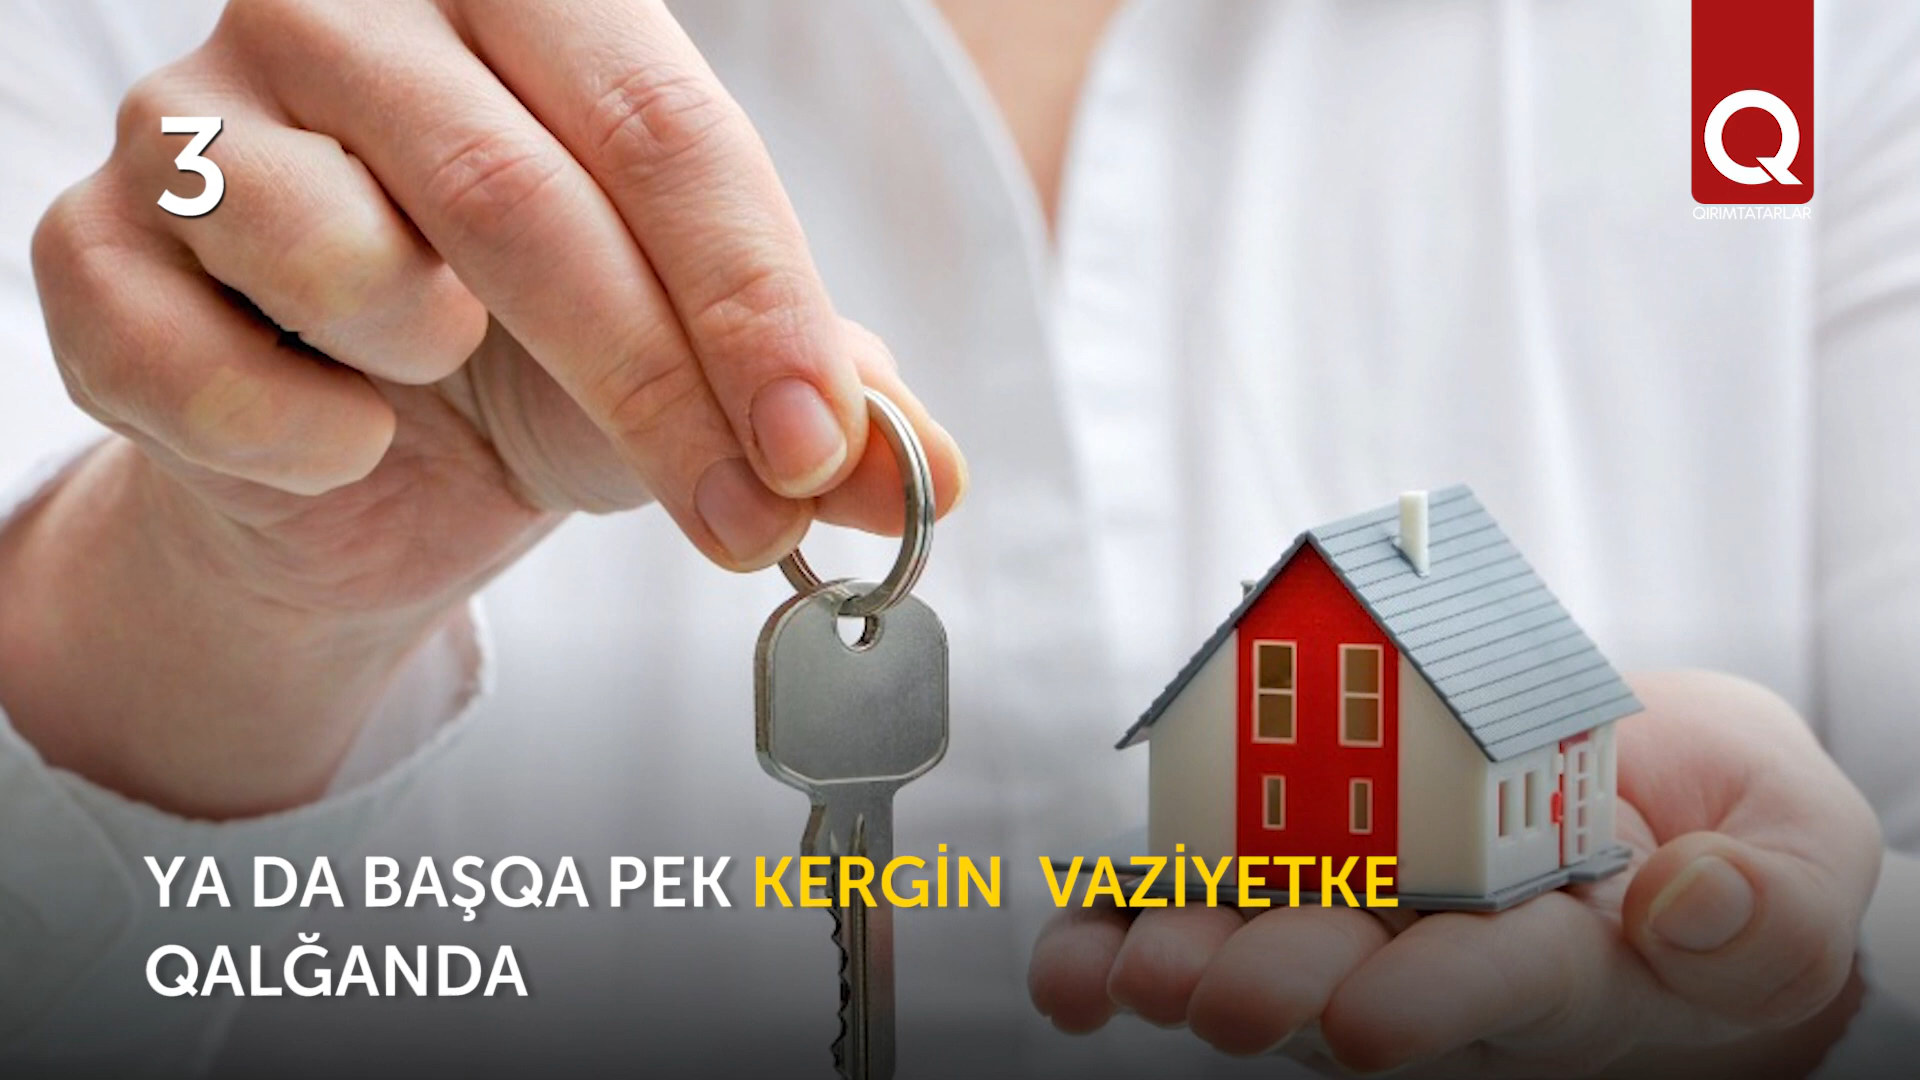 3
Q
QIRIMTATARLAR
YA DA BAŞQA PEK KERGİN VAZİYETKE
QALĞANDA